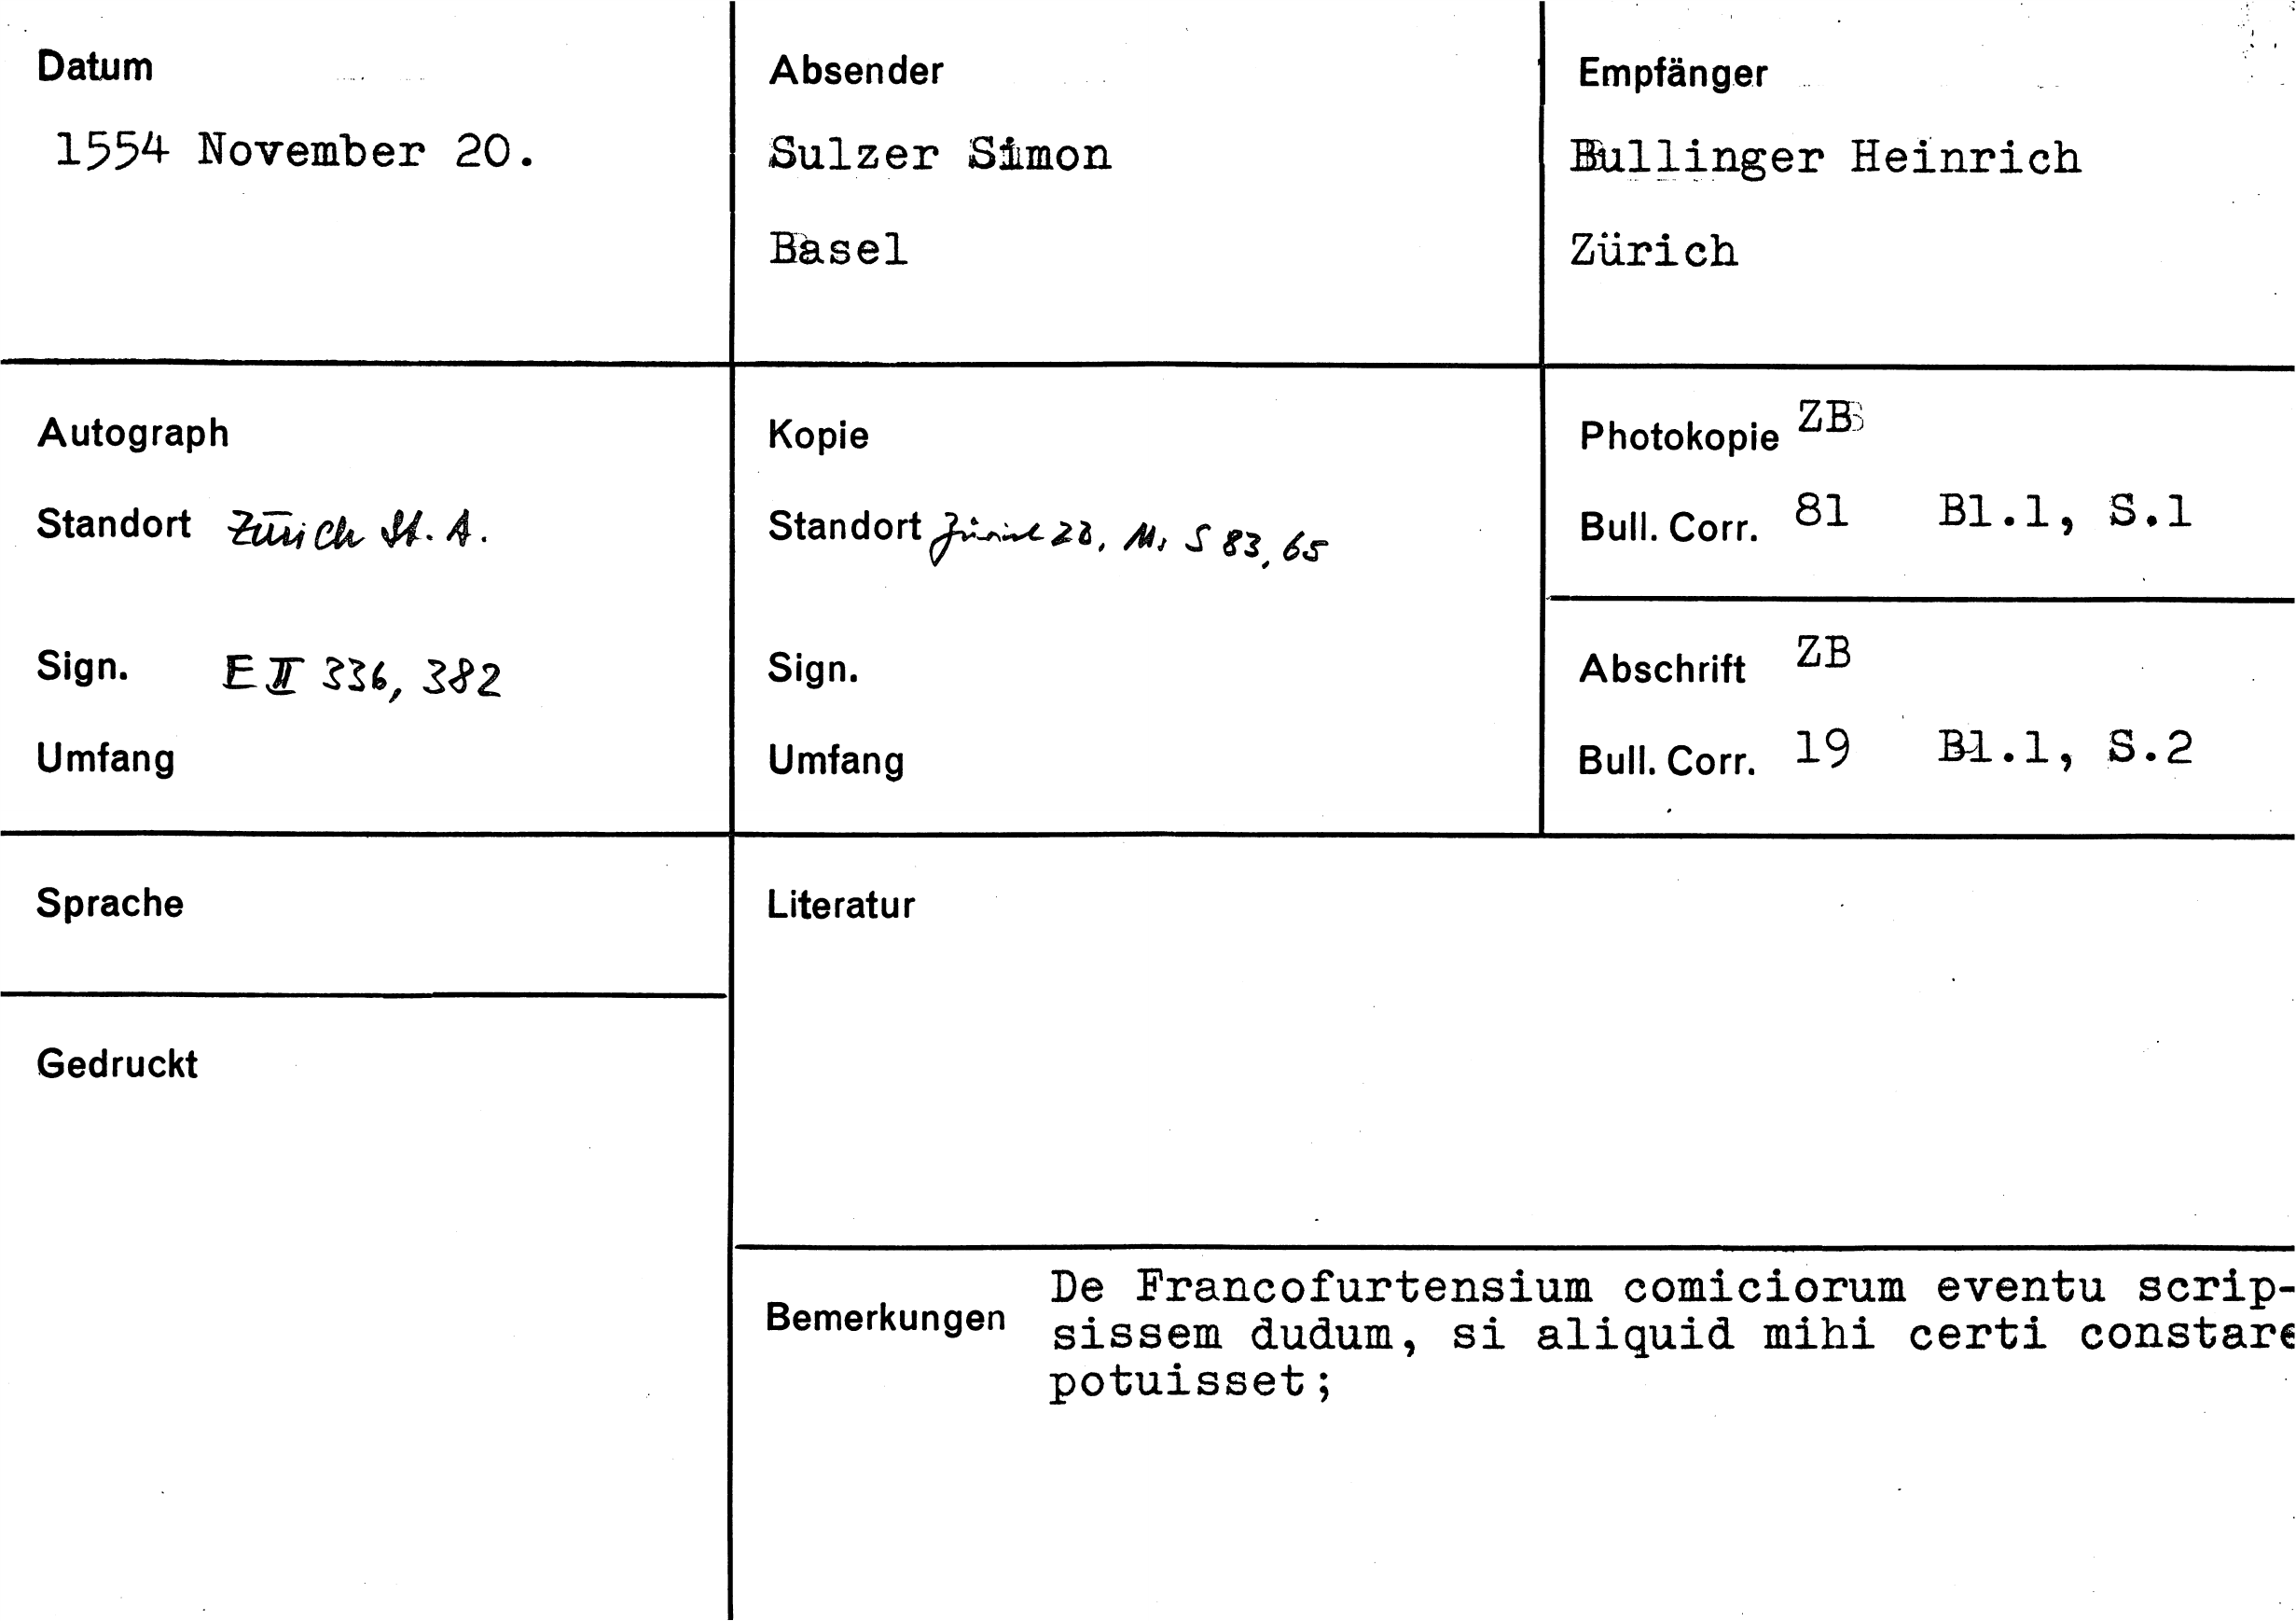 Datum
1554 November 20.
Absender
Sulzer Simon
Basel
Empfänger
Bullinger Heinrich
Zürich
Autograph
Standort Zürich St. A.
Sign. E II 336, 382
Umfang
Kopie
Standort Zürich ZB, Ms S 83, 65
Sign.
Umfang
Photokopie ZB
Bull. Corr. 81 Bl.1, S.1
Abschrift ZB
Bull. Corr. 19 Bl.1, S.2
Sprache
Gedruckt
Literatur
Bemerkungen
De Francofurtensium comiciorum eventu scrip-
sissem dudum, si aliquid mihi certi constare
potuisset;